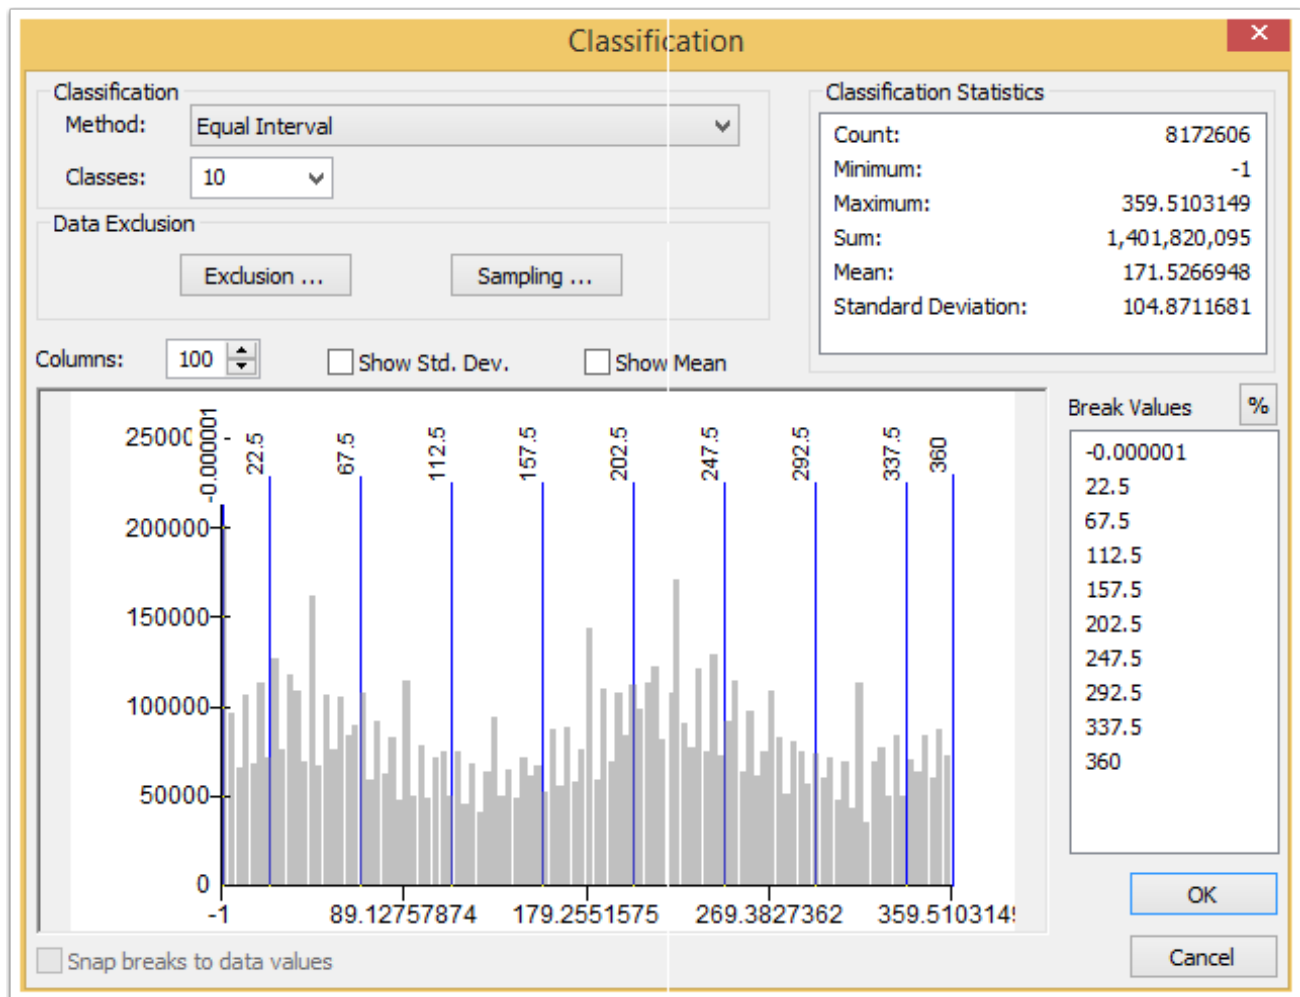 Classification
Classification
Method: Equal Interval
Classes: 10
Data Exclusion
Exclusion ...
Sampling ...
Classification Statistics
Count: 8172606
Minimum: -1
Maximum: 359.5103149
Sum: 1,401,820,095
Mean: 171.5266948
Standard Deviation: 104.8711681
Columns: 100
Show Std. Dev.
Show Mean
Break Values
%
-0.000001
22.5
67.5
112.5
157.5
202.5
247.5
292.5
337.5
360
25000
200000
150000
100000
50000
0
-0.000001
22.5
67.5
112.5
157.5
202.5
247.5
292.5
337.5
360
-1
89.12757874
179.2551575
269.3827362
359.5103149
Snap breaks to data values
OK
Cancel